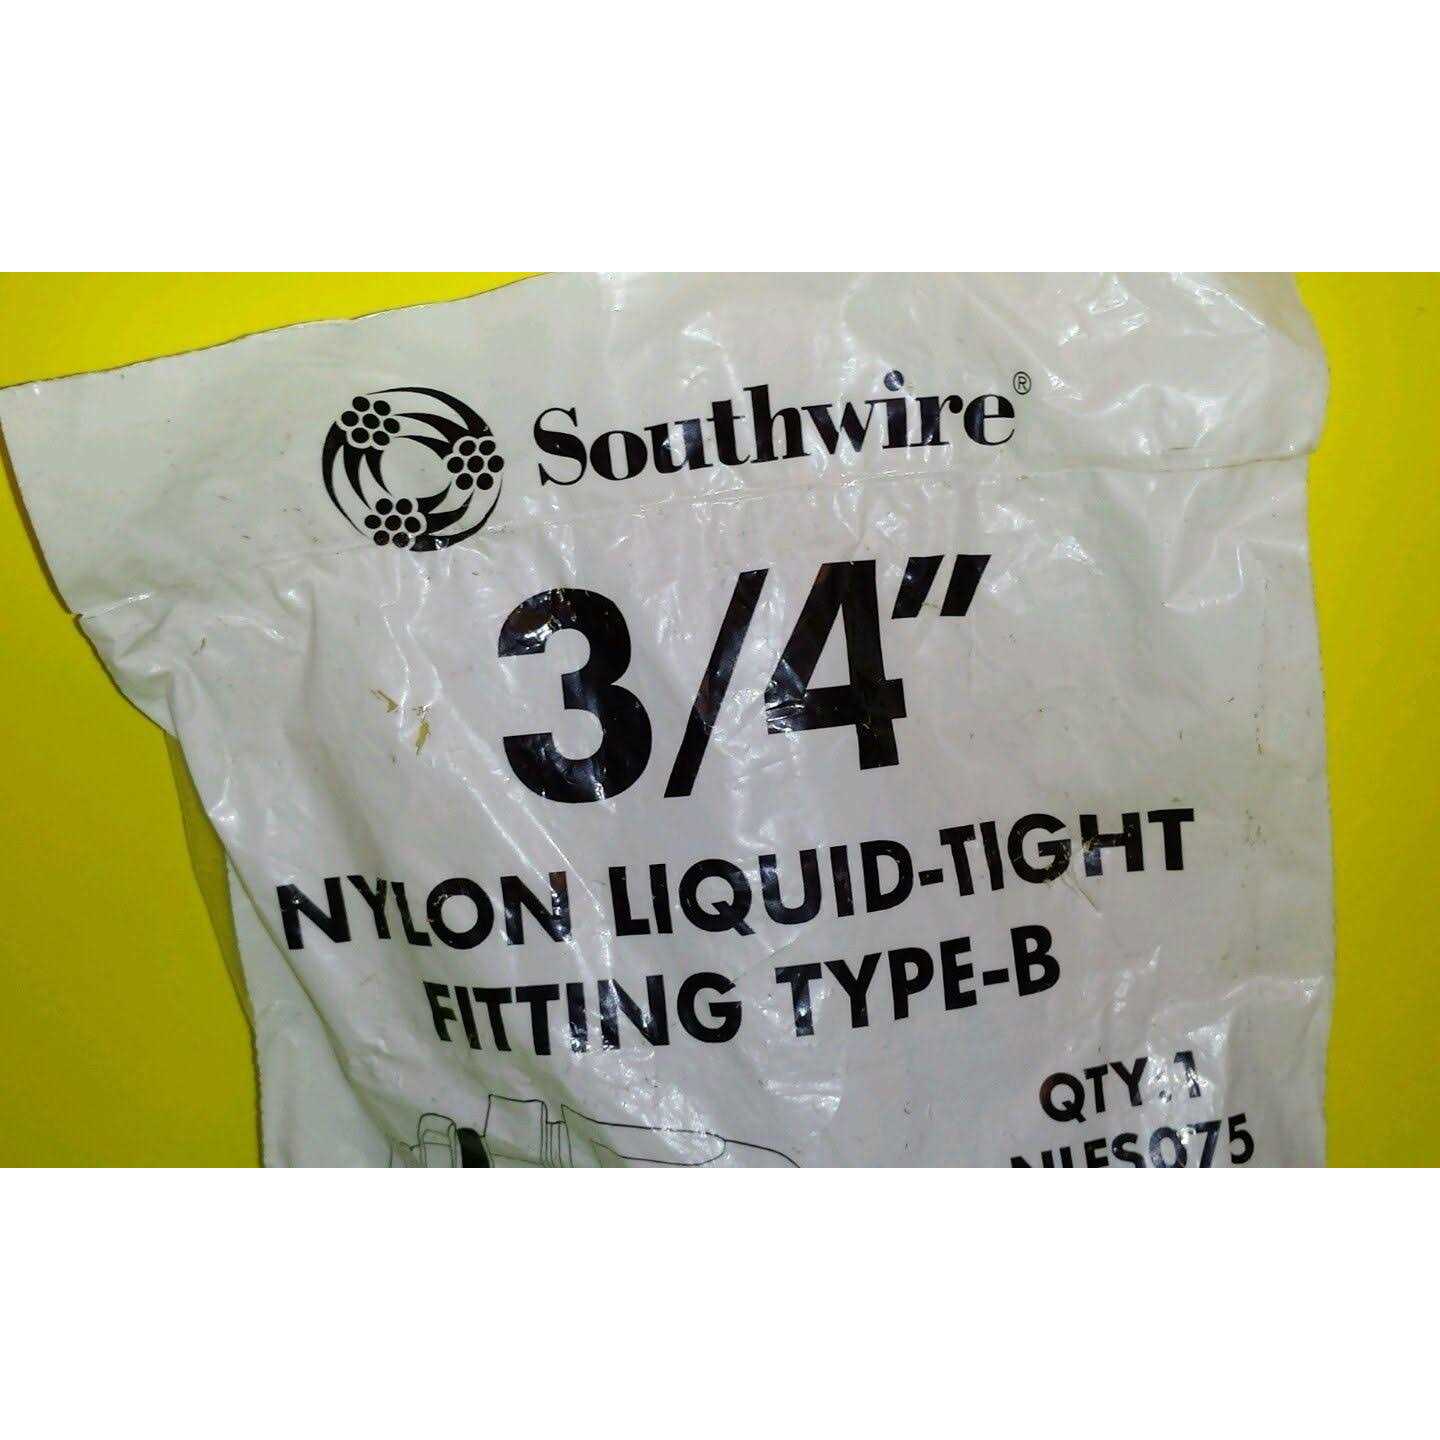 Southwire®
3/4"
NYLON LIQUID-TIGHT
FITTING TYPE-B
QTY:1